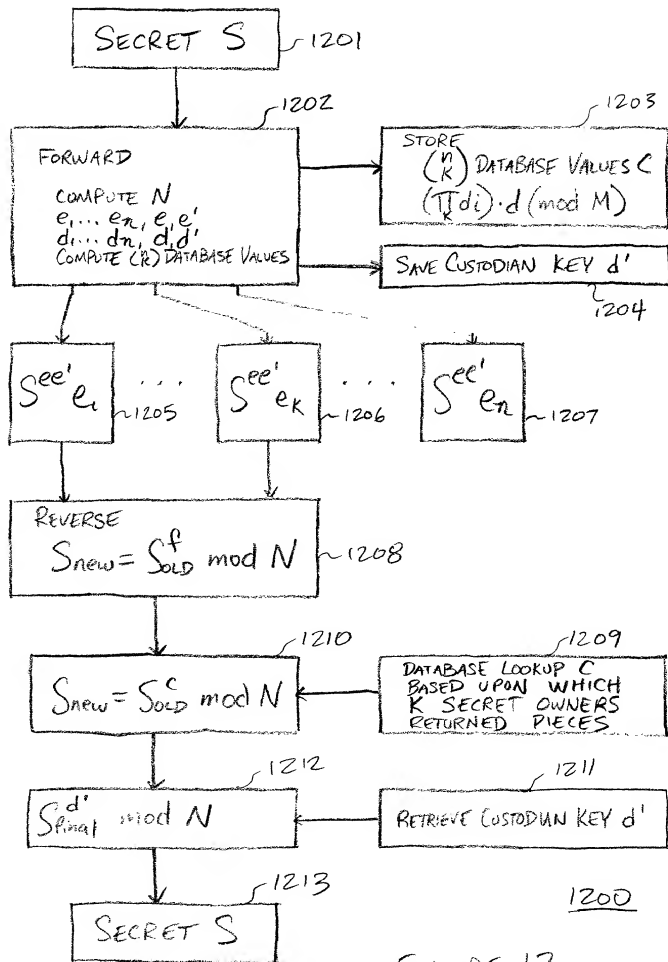 SECRET S
1201
1202
FORWARD
COMPUTE N
e₁... eₙ, e, e'
d₁... dn, d, d'
COMPUTE (n k) DATABASE VALUES
1203
STORE
(n k) DATABASE VALUES C
(∏ₖ di)·d (mod M)
SAVE CUSTODIAN KEY d'
1204
S^ee' e₁
1205
....
S^ee' eₖ
1206
....
S^ee' eₙ
1207
REVERSE
Snew = S_OLD^f mod N
1208
1210
Snew = S_OLD^c mod N
1209
DATABASE LOOKUP C
BASED UPON WHICH
K SECRET OWNERS
RETURNED PIECES
1212
S_final^d' mod N
1211
RETRIEVE CUSTODIAN KEY d'
1213
SECRET S
1200